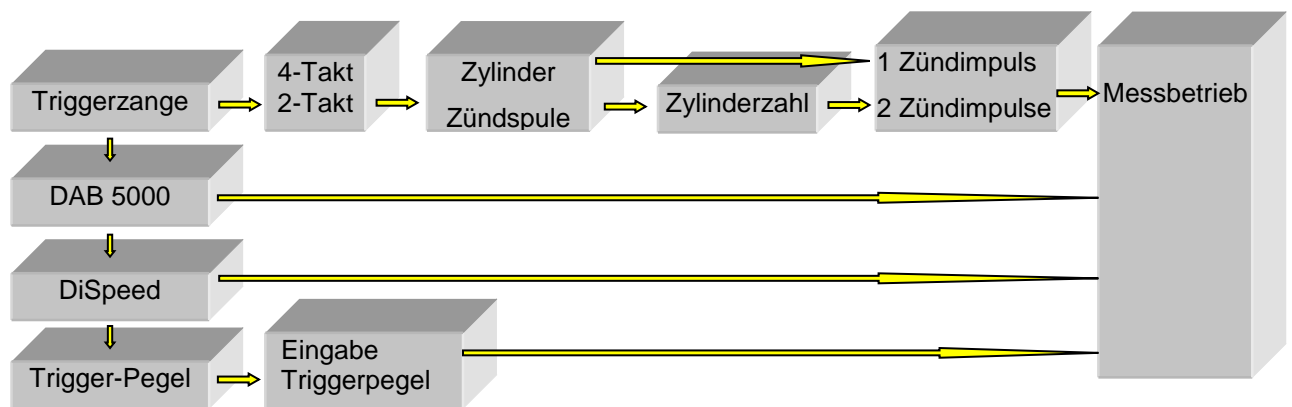 Triggerzange
4-Takt
2-Takt
Zylinder
Zündspule
Zylinderzahl
1 Zündimpuls
2 Zündimpulse
Messbetrieb
DAB 5000
DiSpeed
Trigger-Pegel
Eingabe
Triggerpegel